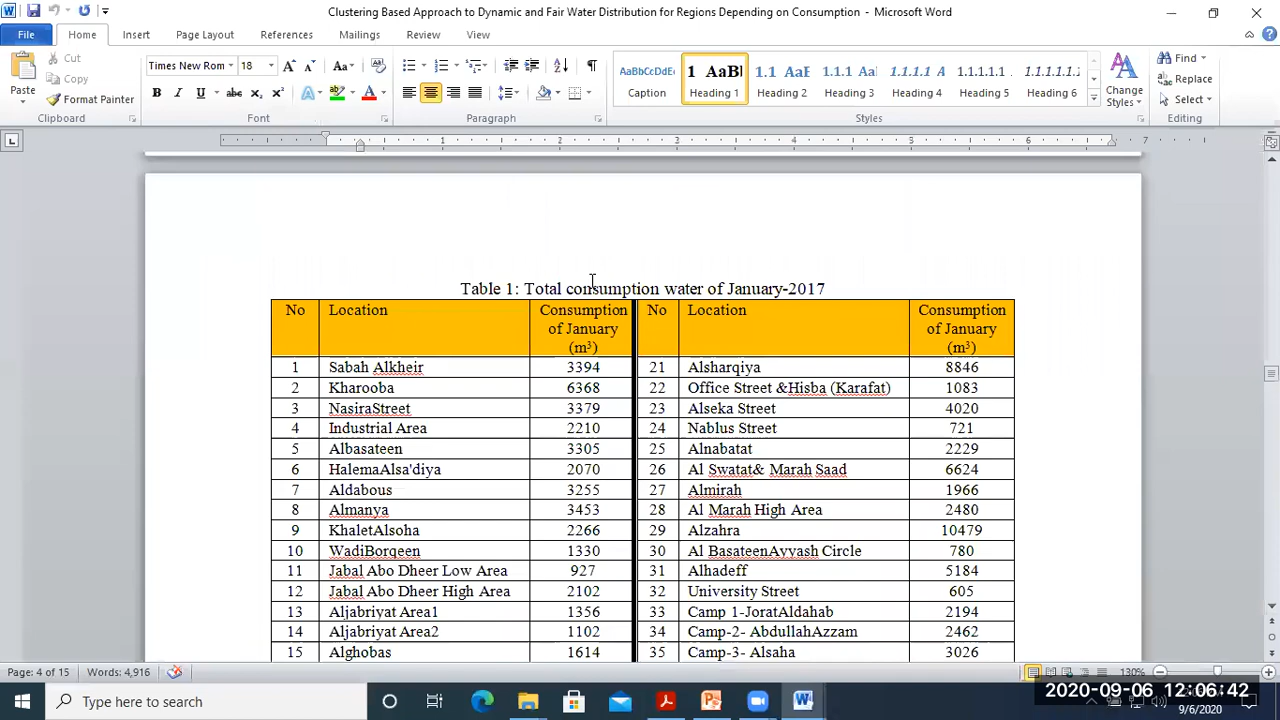 Clustering Based Approach to Dynamic and Fair Water Distribution for Regions Depending on Consumption - Microsoft Word
File Home Insert Page Layout References Mailings Review View
Paste
Cut
Copy
Format Painter
Clipboard
Times New Rom 18
Font
Paragraph
AaBbCcDdE
Caption
1 AaBl
Heading 1
1.1 AaE
Heading 2
1.1.1 A
Heading 3
1.1.1.1 A
Heading 4
1.1.1.1.1
Heading 5
1.1.1.1.1.
Heading 6
Styles
Change
Styles
Find
Replace
Select
Editing
1 2 3 4 5 6 7
Table 1: Total consumption water of January-2017
No Location Consumption of January (m³) No Location Consumption of January (m³)
1 Sabah Alkheir 3394 21 Alsharqiya 8846
2 Kharooba 6368 22 Office Street &Hisba (Karafat) 1083
3 NasiraStreet 3379 23 Alseka Street 4020
4 Industrial Area 2210 24 Nablus Street 721
5 Albasateen 3305 25 Alnabatat 2229
6 HalemaAlsa'diya 2070 26 Al Swatat& Marah Saad 6624
7 Aldabous 3255 27 Almirah 1966
8 Almanya 3453 28 Al Marah High Area 2480
9 KhaletAlsoha 2266 29 Alzahra 10479
10 WadiBorqeen 1330 30 Al BasateenAyyash Circle 780
11 Jabal Abo Dheer Low Area 927 31 Alhadeff 5184
12 Jabal Abo Dheer High Area 2102 32 University Street 605
13 Aljabriyat Area1 1356 33 Camp 1-JoratAldahab 2194
14 Aljabriyat Area2 1102 34 Camp-2- AbdullahAzzam 2462
15 Alghobas 1614 35 Camp-3- Alsaha 3026
Page: 4 of 15 Words: 4,916 130%
Type here to search
2020-09-06 12:06:42
9/6/2020